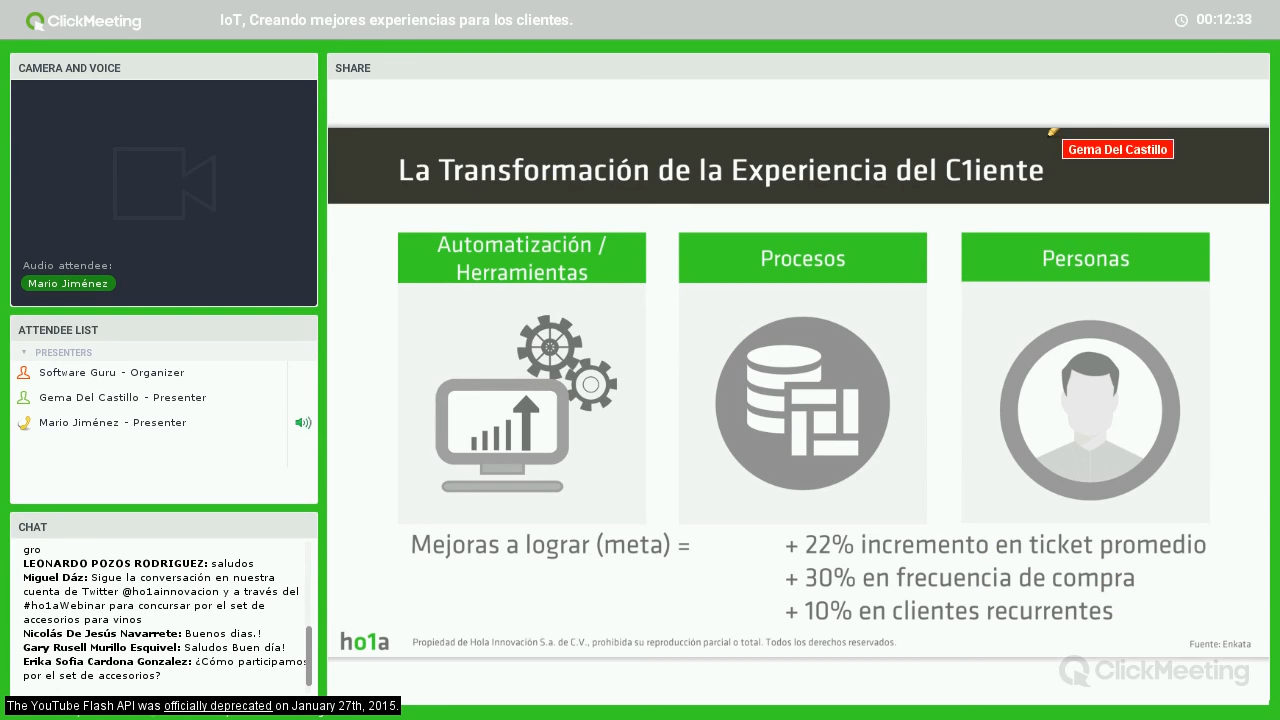 ClickMeeting
IoT, Creando mejores experiencias para los clientes.
00:12:33
CAMERA AND VOICE
Audio attendee:
Mario Jiménez
ATTENDEE LIST
PRESENTERS
Software Guru - Organizer
Gema Del Castillo - Presenter
Mario Jiménez - Presenter
CHAT
gro
LEONARDO POZOS RODRIGUEZ: saludos
Miguel Dáz: Sigue la conversación en nuestra
cuenta de Twitter @ho1ainnovacion y a través del
#ho1aWebinar para concursar por el set de
accesorios para vinos
Nicolás De Jesús Navarrete: Buenos dias.!
Gary Rusell Murillo Esquivel: Saludos Buen día!
Erika Sofia Cardona Gonzalez: ¿Cómo participamos
por el set de accesorios?
The YouTube Flash API was officially deprecated on January 27th, 2015.
SHARE
Gema Del Castillo
La Transformación de la Experiencia del C1iente
Automatización /
Herramientas
Procesos
Personas
Mejoras a lograr (meta) =
+ 22% incremento en ticket promedio
+ 30% en frecuencia de compra
+ 10% en clientes recurrentes
ho1a
Propiedad de Hola Innovación S.a. de C.V., prohibida su reproducción parcial o total. Todos los derechos reservados.
Fuente: Enkata
ClickMeeting